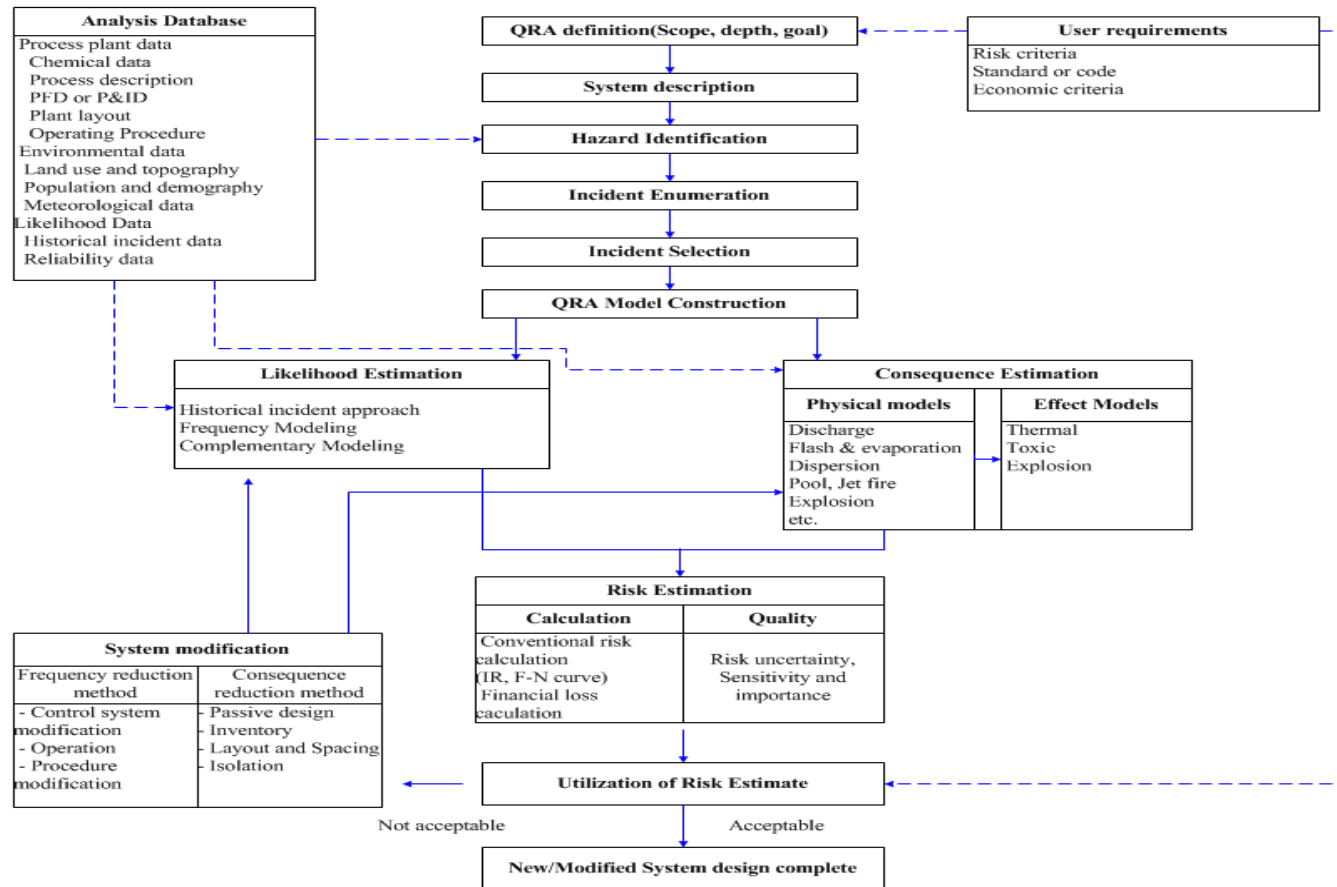 Analysis Database
Process plant data
Chemical data
Process description
PFD or P&ID
Plant layout
Operating Procedure
Environmental data
Land use and topography
Population and demography
Meteorological data
Likelihood Data
Historical incident data
Reliability data
QRA definition(Scope, depth, goal)
System description
Hazard Identification
Incident Enumeration
Incident Selection
QRA Model Construction
User requirements
Risk criteria
Standard or code
Economic criteria
Likelihood Estimation
Historical incident approach
Frequency Modeling
Complementary Modeling
Consequence Estimation
Physical models
Discharge
Flash & evaporation
Dispersion
Pool, Jet fire
Explosion
etc.
Effect Models
Thermal
Toxic
Explosion
Risk Estimation
Calculation
Conventional risk
calculation
(IR, F-N curve)
Financial loss
caculation
Quality
Risk uncertainty,
Sensitivity and
importance
System modification
Frequency reduction
method
- Control system
modification
- Operation
- Procedure
modification
Consequence
reduction method
- Passive design
- Inventory
- Layout and Spacing
- Isolation
Utilization of Risk Estimate
Not acceptable
Acceptable
New/Modified System design complete